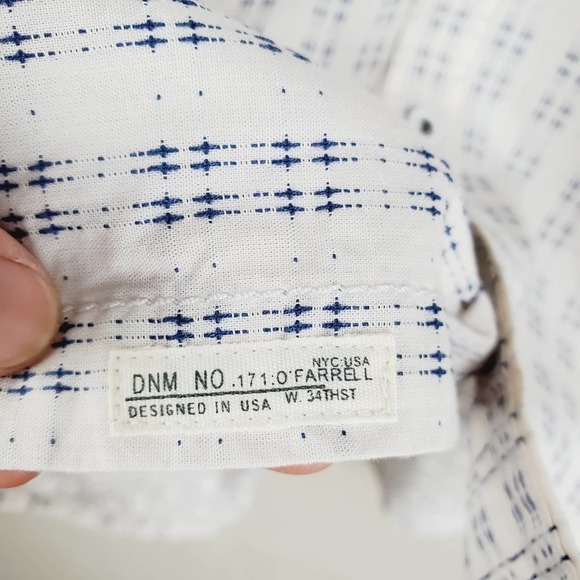 NYC:USA
DNM NO.171:O'FARRELL
DESIGNED IN USA W. 34THST